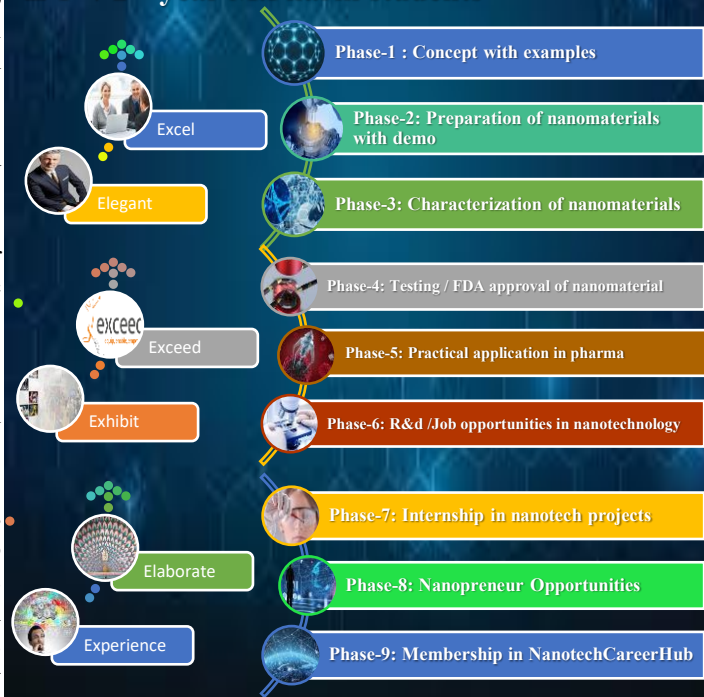 Phase-1 : Concept with examples
Excel
Phase-2: Preparation of nanomaterials
with demo
Elegant
Phase-3: Characterization of nanomaterials
Phase-4: Testing / FDA approval of nanomaterial
exceed
Exceed
Phase-5: Practical application in pharma
Exhibit
Phase-6: R&d /Job opportunities in nanotechnology
Phase-7: Internship in nanotech projects
Elaborate
Phase-8: Nanopreneur Opportunities
Experience
Phase-9: Membership in NanotechCareerHub